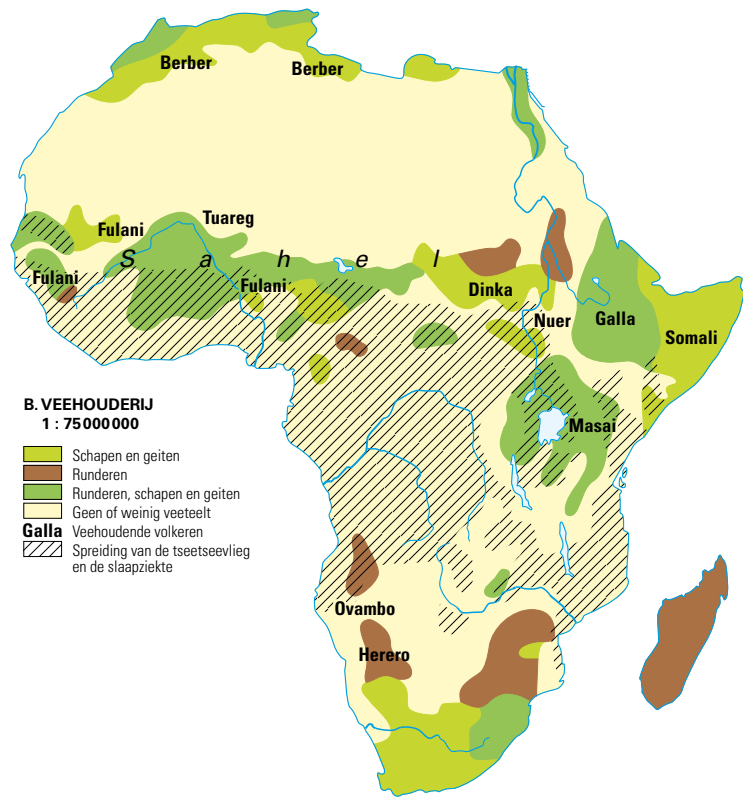 Berber
Berber
Fulani
Tuareg
Sahel
Fulani
Fulani
Dinka
Nuer
Galla
Somali
Masai
B. VEEHOUDERIJ
1 : 75 000 000
Schapen en geiten
Runderen
Runderen, schapen en geiten
Geen of weinig veeteelt
Galla Veehoudende volkeren
Spreiding van de tseetseevlieg
en de slaapziekte
Ovambo
Herero